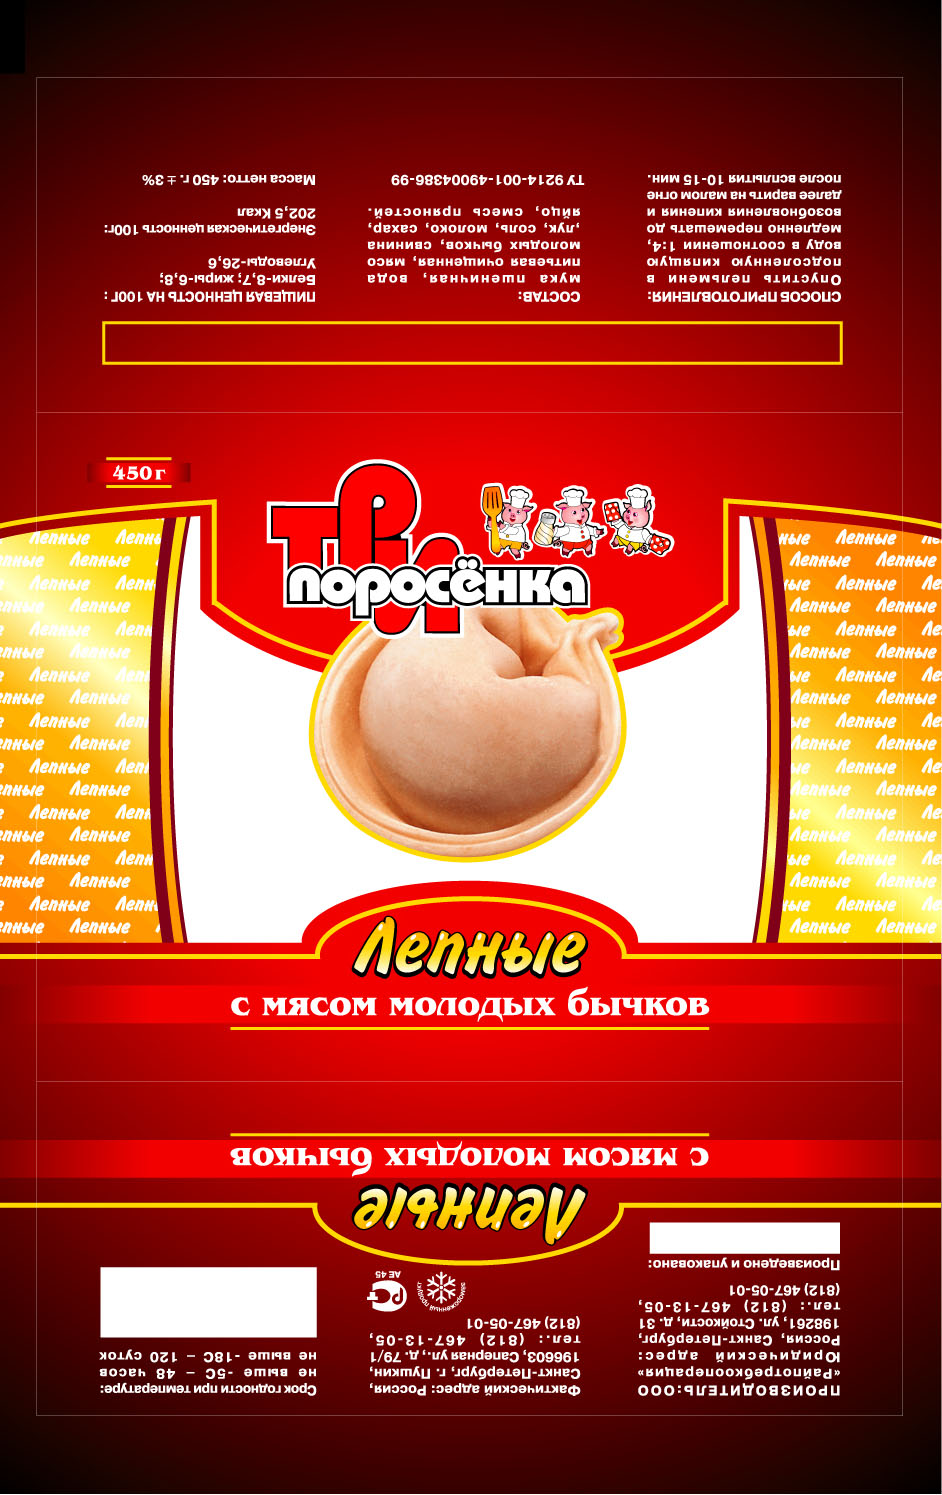 СПОСОБ ПРИГОТОВЛЕНИЯ:
Опустить пельмени в
подсоленную кипящую
воду в соотношении 1:4,
медленно перемешать до
возобновления кипения и
далее варить на малом огне
после всплытия 10-15 мин.
СОСТАВ:
мука пшеничная, вода
питьевая очищенная, мясо
молодых бычков, свинина
,лук, соль, молоко, сахар,
яйцо, смесь пряностей.
ТУ 9214-001-49004386-99
ПИЩЕВАЯ ЦЕННОСТЬ НА 100Г :
Белки-8,7; жиры-6,8;
Углеводы-26,6
Энергетическая ценность 100г:
202,5 Ккал
Масса нетто: 450 г. ± 3%
450 г
ТРИ
поросёнка
Лепные
с мясом молодых бычков
Лепные
с мясом молодых бычков
ПРОИЗВОДИТЕЛЬ: ООО
«Райпотребкооперация»
Юридический адрес:
Россия, Санкт-Петербург,
198261, ул. Стойкости, д. 31
тел.: (812) 467-13-05,
(812) 467-05-01
Произведено и упаковано:
Фактический адрес: Россия,
Санкт-Петербург, г. Пушкин,
196603, Саперная ул., д. 79/1
тел.: (812) 467-13-05,
(812) 467-05-01
замороженный продукт
РС
АЕ 45
Срок годности при температуре:
не выше -5С – 48 часов
не выше -18С – 120 суток